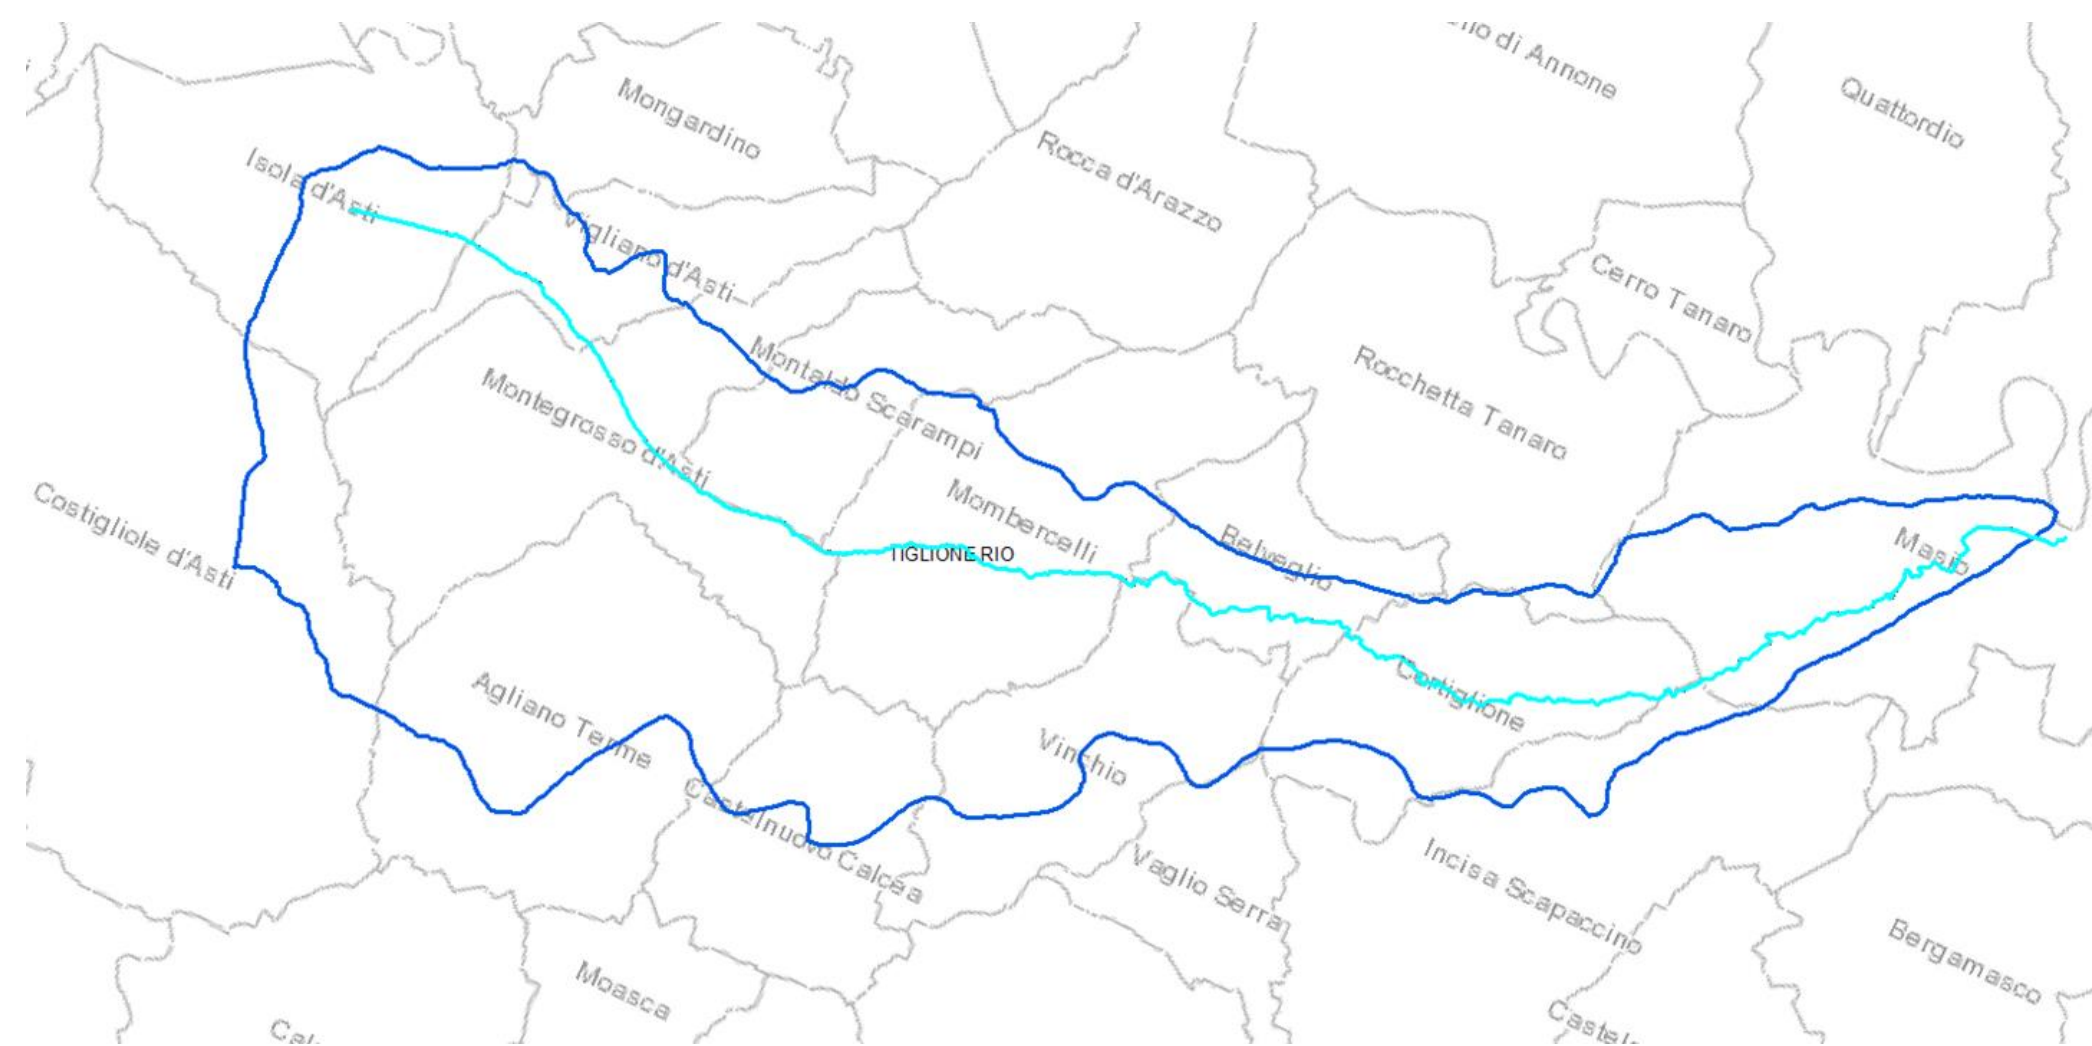 di Annone
Mongardino
Quattordio
Rocca d'Arazzo
Isola d'Asti
Vigliano d'Asti
Cerro Tanaro
Montaldo Scarampi
Rocchetta Tanaro
Montegrosso d'Asti
Costigliole d'Asti
Mombercelli
Belveglio
Masio
TIGLIONE RIO
Cortiglione
Agliano Terme
Vinchio
Castelnuovo Calcea
Vaglio Serra
Incisa Scapaccino
Bergamasco
Moasca